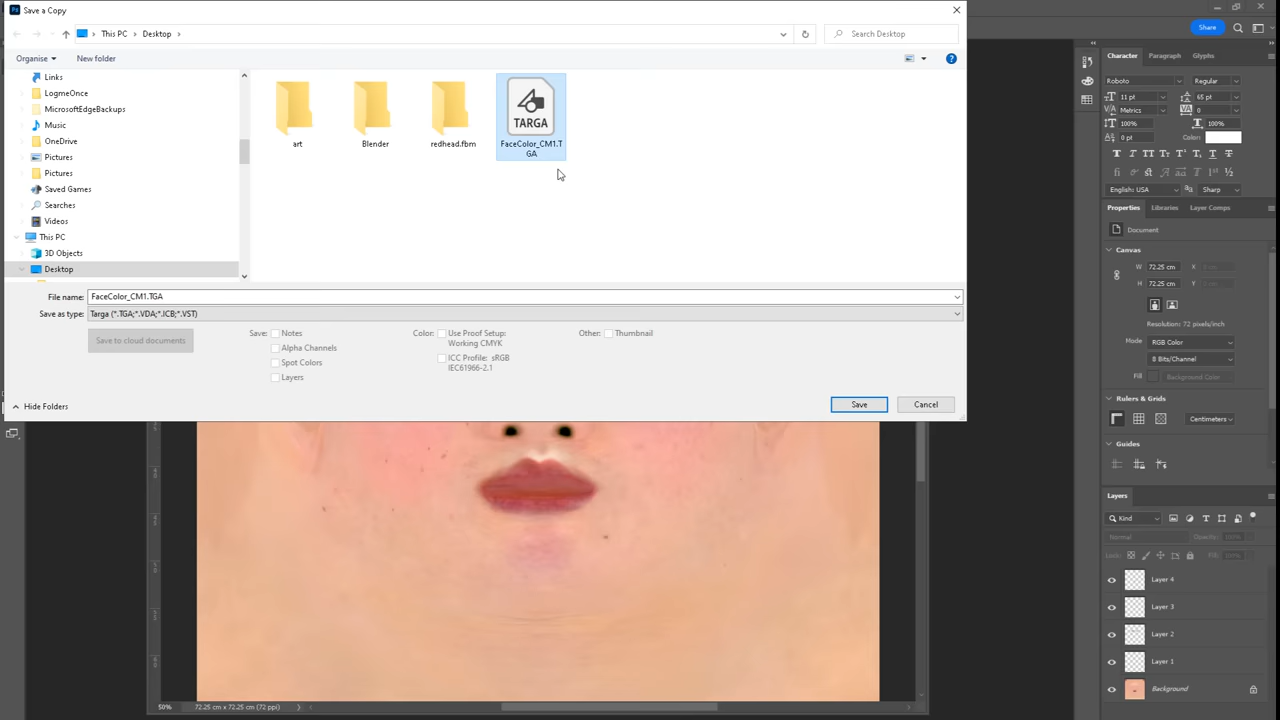 Save a Copy
This PC
Desktop
Search Desktop
Share
Organise
New folder
Links
LogmeOnce
MicrosoftEdgeBackups
Music
OneDrive
Pictures
Pictures
Saved Games
Searches
Videos
This PC
3D Objects
Desktop
art
Blender
redhead.fbm
TARGA
FaceColor_CM1.T
GA
File name:
FaceColor_CM1.TGA
Save as type:
Targa (*.TGA;*.VDA;*.ICB;*.VST)
Save to cloud documents
Save:
Notes
Alpha Channels
Spot Colors
Layers
Color:
Use Proof Setup:
Working CMYK
ICC Profile: sRGB
IEC61966-2.1
Other:
Thumbnail
Hide Folders
Save
Cancel
Character
Paragraph
Glyphs
Roboto
Regular
11 pt
65 pt
Metrics
0
100%
100%
0 pt
Color:
English: USA
Sharp
Properties
Libraries
Layer Comps
Document
Canvas
W
72.25 cm
X
H
72.25 cm
Y
Resolution: 72 pixels/inch
Mode
RGB Color
8 Bits/Channel
Fill
Background Color
Rulers & Grids
Centimeters
Guides
Layers
Kind
Normal
Opacity:
100%
Lock:
Fill:
100%
Layer 4
Layer 3
Layer 2
Layer 1
Background
50%
72.25 cm x 72.25 cm (72 ppi)